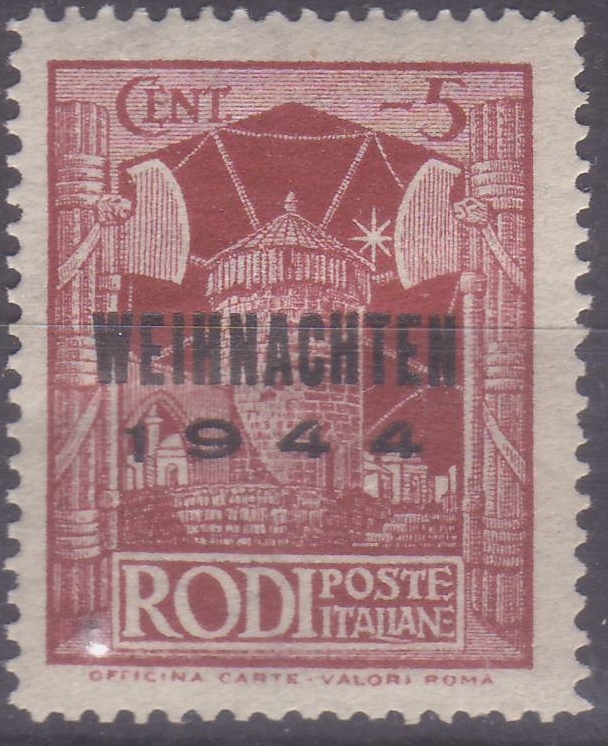 CENT. 5
WEIHNACHTEN
1944
RODI POSTE
ITALIANE
OFFICINA CARTE-VALORI ROMA